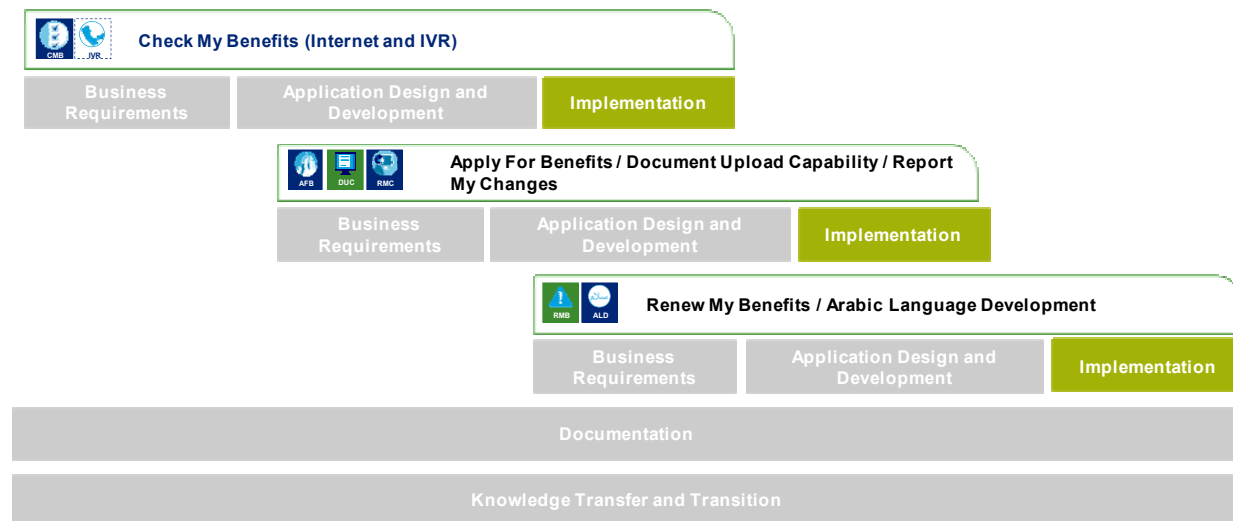 CMB
IVR
Check My Benefits (Internet and IVR)
Business
Requirements
Application Design and
Development
Implementation
AFB
DUC
RMC
Apply For Benefits / Document Upload Capability / Report
My Changes
Business
Requirements
Application Design and
Development
Implementation
RMB
ALD
Renew My Benefits / Arabic Language Development
Business
Requirements
Application Design and
Development
Implementation
Documentation
Knowledge Transfer and Transition